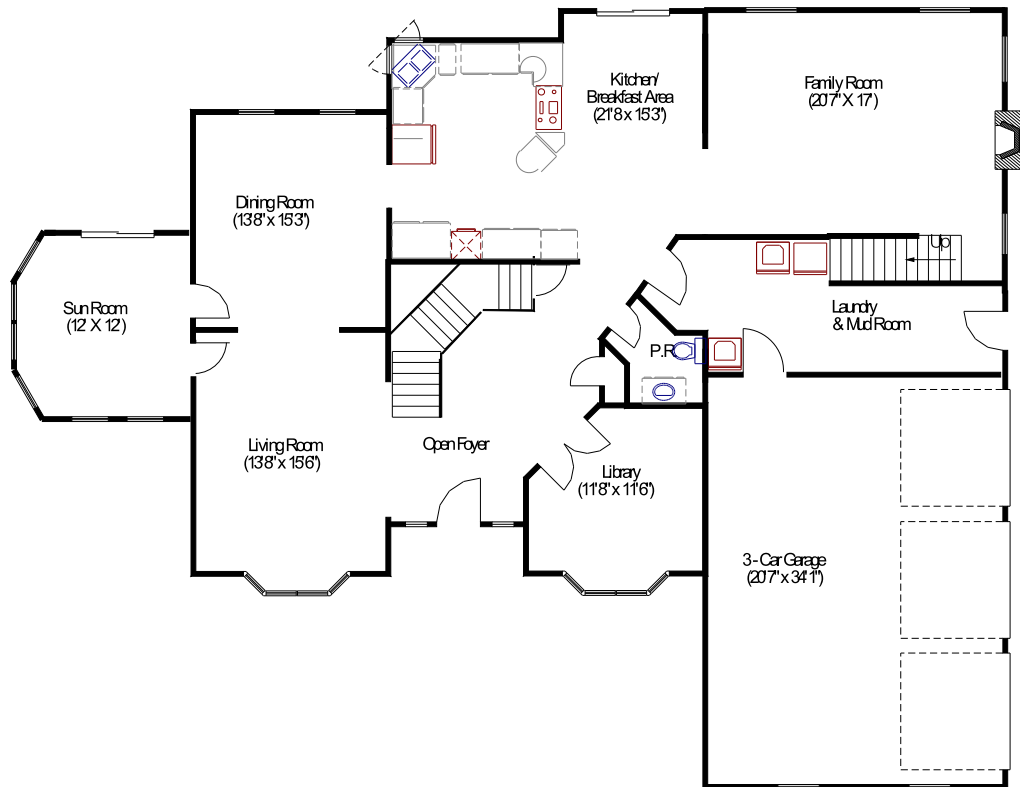 Kitchen/
Breakfast Area
(21'8 x 15'3")
Family Room
(20'7" X 17')
Dining Room
(13'8" x 15'3")
Up
Sun Room
(12' X 12')
Laundry
& Mud Room
P.R.
Living Room
(13'8" x 15'6")
Open Foyer
Library
(11'8" x 11'6")
3 - Car Garage
(20'7" x 34'1")